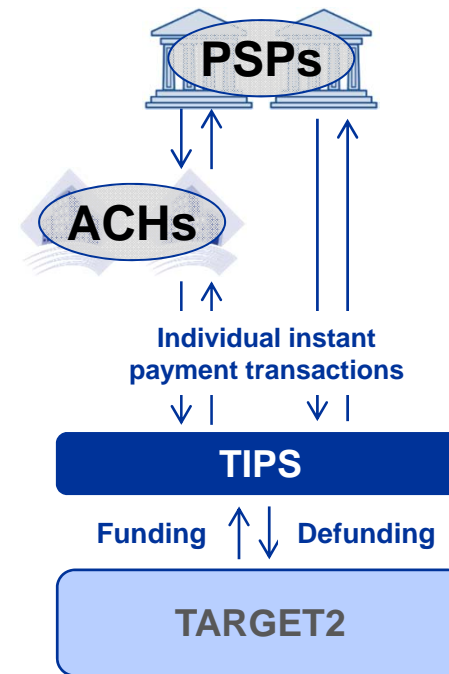 PSPs
ACHs
Individual instant
payment transactions
TIPS
Funding
Defunding
TARGET2